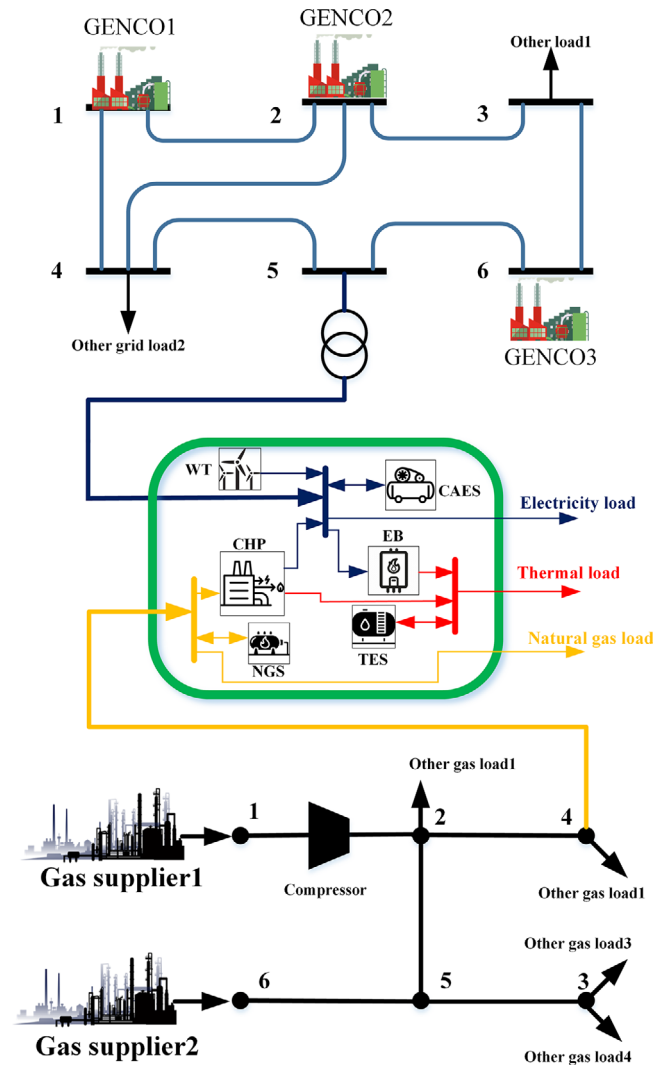 GENCO1
GENCO2
Other load1
1
2
3
4
5
6
Other grid load2
GENCO3
WT
CAES
Electricity load
CHP
EB
Thermal load
NGS
TES
Natural gas load
Other gas load1
1
2
4
Gas supplier1
Compressor
Other gas load1
Other gas load3
6
5
3
Gas supplier2
Other gas load4